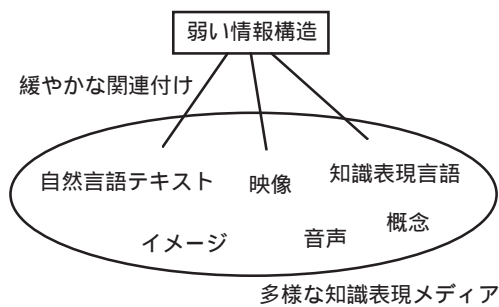 弱い情報構造
緩やかな関連付け
自然言語テキスト
映像
知識表現言語
イメージ
音声
概念
多様な知識表現メディア